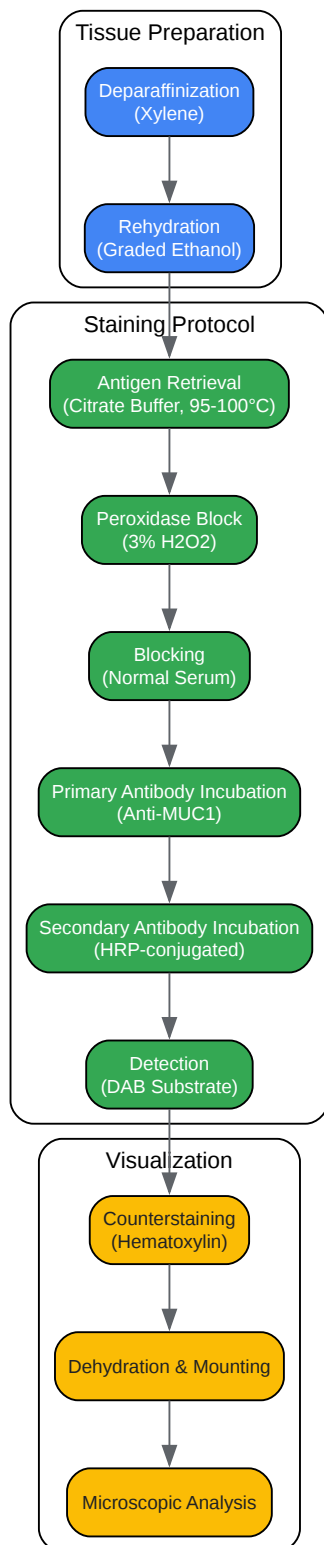 Tissue Preparation
Deparaffinization
(Xylene)
Rehydration
(Graded Ethanol)
Staining Protocol
Antigen Retrieval
(Citrate Buffer, 95-100°C)
Peroxidase Block
(3% H2O2)
Blocking
(Normal Serum)
Primary Antibody Incubation
(Anti-MUC1)
Secondary Antibody Incubation
(HRP-conjugated)
Detection
(DAB Substrate)
Visualization
Counterstaining
(Hematoxylin)
Dehydration & Mounting
Microscopic Analysis